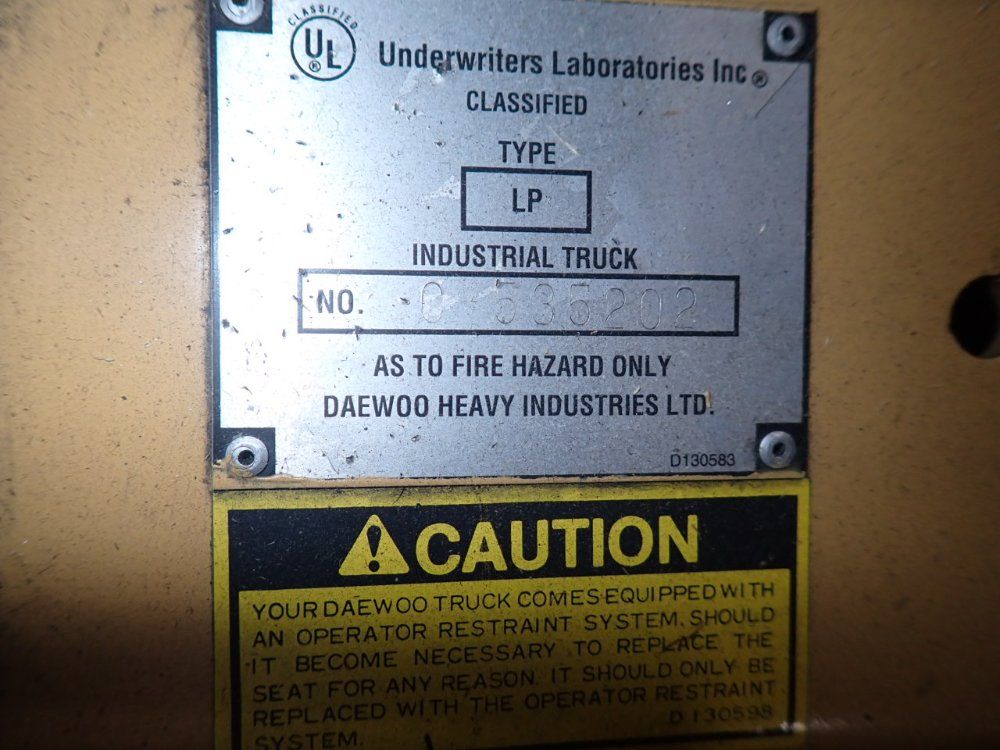 CLASSIFIED
UL®
Underwriters Laboratories Inc.®
CLASSIFIED
TYPE
LP
INDUSTRIAL TRUCK
NO. C 535202
AS TO FIRE HAZARD ONLY
DAEWOO HEAVY INDUSTRIES LTD.
D130583
CAUTION
YOUR DAEWOO TRUCK COMES EQUIPPED WITH
AN OPERATOR RESTRAINT SYSTEM. SHOULD
IT BECOME NECESSARY TO REPLACE THE
SEAT FOR ANY REASON. IT SHOULD ONLY BE
REPLACED WITH THE OPERATOR RESTRAINT
SYSTEM.
D130598